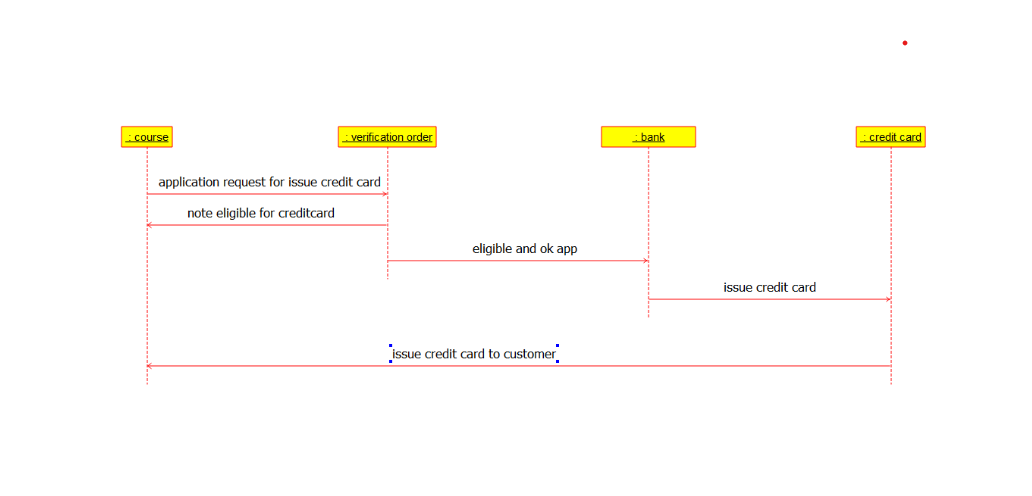 : course
: verification order
: bank
: credit card
application request for issue credit card
note eligible for creditcard
eligible and ok app
issue credit card
issue credit card to customer